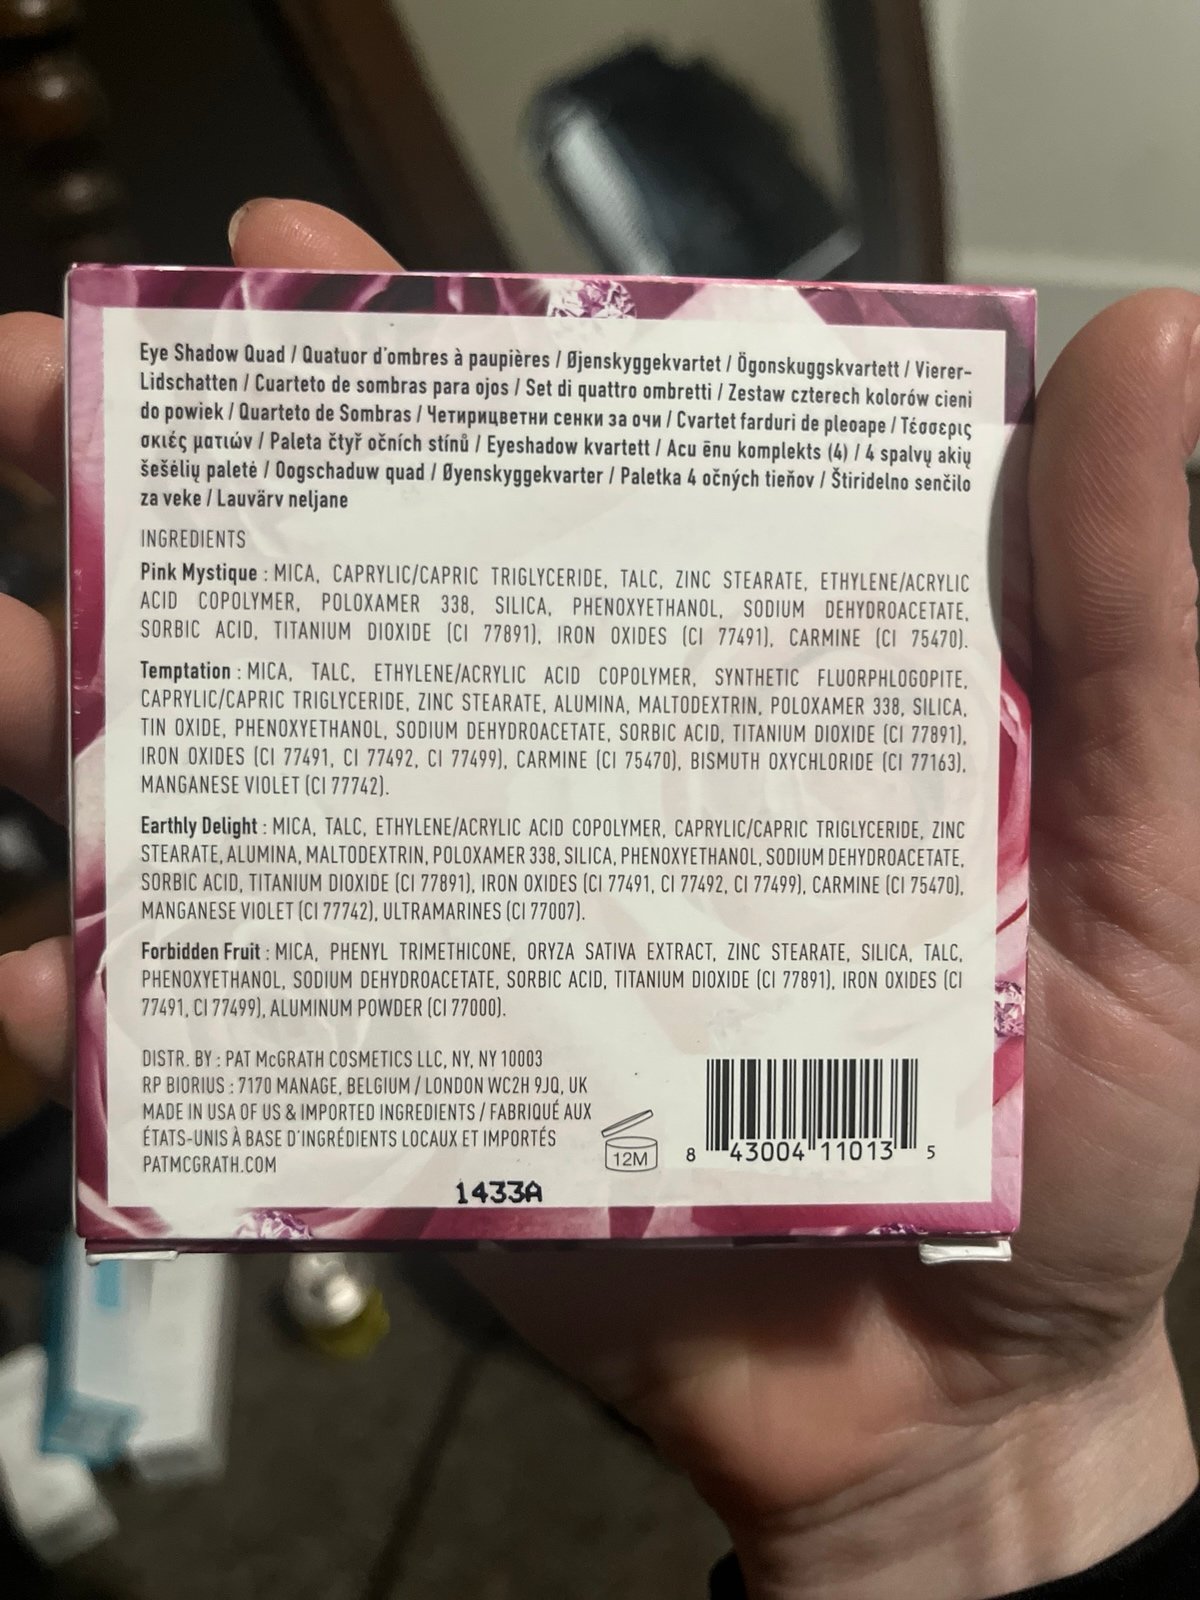 Eye Shadow Quad / Quatuor d'ombres à paupières / Øjenskyggekvartet / Ögonskuggskvartett / Vierer-
Lidschatten / Cuarteto de sombras para ojos / Set di quattro ombretti / Zestaw czterech kolorów cieni
do powiek / Quarteto de Sombras / Четирицветни сенки за очи / Cvartet farduri de pleoape / Τέσσερις
σκιές ματιών / Paleta čtyř očních stínů / Eyeshadow kvartett / Acu ēnu komplekts (4) / 4 spalvų akių
šešėlių paletė / Oogschaduw quad / Øyenskyggekvarter / Paletka 4 očných tieňov / Štiridelno senčilo
za veke / Lauvärv neljane
INGREDIENTS
Pink Mystique : MICA, CAPRYLIC/CAPRIC TRIGLYCERIDE, TALC, ZINC STEARATE, ETHYLENE/ACRYLIC
ACID COPOLYMER, POLOXAMER 338, SILICA, PHENOXYETHANOL, SODIUM DEHYDROACETATE,
SORBIC ACID, TITANIUM DIOXIDE (CI 77891), IRON OXIDES (CI 77491), CARMINE (CI 75470).
Temptation : MICA, TALC, ETHYLENE/ACRYLIC ACID COPOLYMER, SYNTHETIC FLUORPHLOGOPITE,
CAPRYLIC/CAPRIC TRIGLYCERIDE, ZINC STEARATE, ALUMINA, MALTODEXTRIN, POLOXAMER 338, SILICA,
TIN OXIDE, PHENOXYETHANOL, SODIUM DEHYDROACETATE, SORBIC ACID, TITANIUM DIOXIDE (CI 77891),
IRON OXIDES (CI 77491, CI 77492, CI 77499), CARMINE (CI 75470), BISMUTH OXYCHLORIDE (CI 77163),
MANGANESE VIOLET (CI 77742).
Earthly Delight : MICA, TALC, ETHYLENE/ACRYLIC ACID COPOLYMER, CAPRYLIC/CAPRIC TRIGLYCERIDE, ZINC
STEARATE, ALUMINA, MALTODEXTRIN, POLOXAMER 338, SILICA, PHENOXYETHANOL, SODIUM DEHYDROACETATE,
SORBIC ACID, TITANIUM DIOXIDE (CI 77891), IRON OXIDES (CI 77491, CI 77492, CI 77499), CARMINE (CI 75470),
MANGANESE VIOLET (CI 77742), ULTRAMARINES (CI 77007).
Forbidden Fruit : MICA, PHENYL TRIMETHICONE, ORYZA SATIVA EXTRACT, ZINC STEARATE, SILICA, TALC,
PHENOXYETHANOL, SODIUM DEHYDROACETATE, SORBIC ACID, TITANIUM DIOXIDE (CI 77891), IRON OXIDES (CI
77491, CI 77499), ALUMINUM POWDER (CI 77000).
DISTR. BY : PAT McGRATH COSMETICS LLC, NY, NY 10003
RP BIORIUS : 7170 MANAGE, BELGIUM / LONDON WC2H 9JQ, UK
MADE IN USA OF US & IMPORTED INGREDIENTS / FABRIQUÉ AUX
ÉTATS-UNIS À BASE D'INGRÉDIENTS LOCAUX ET IMPORTÉS
PATMCGRATH.COM
12M
8 43004 11013 5
1433A